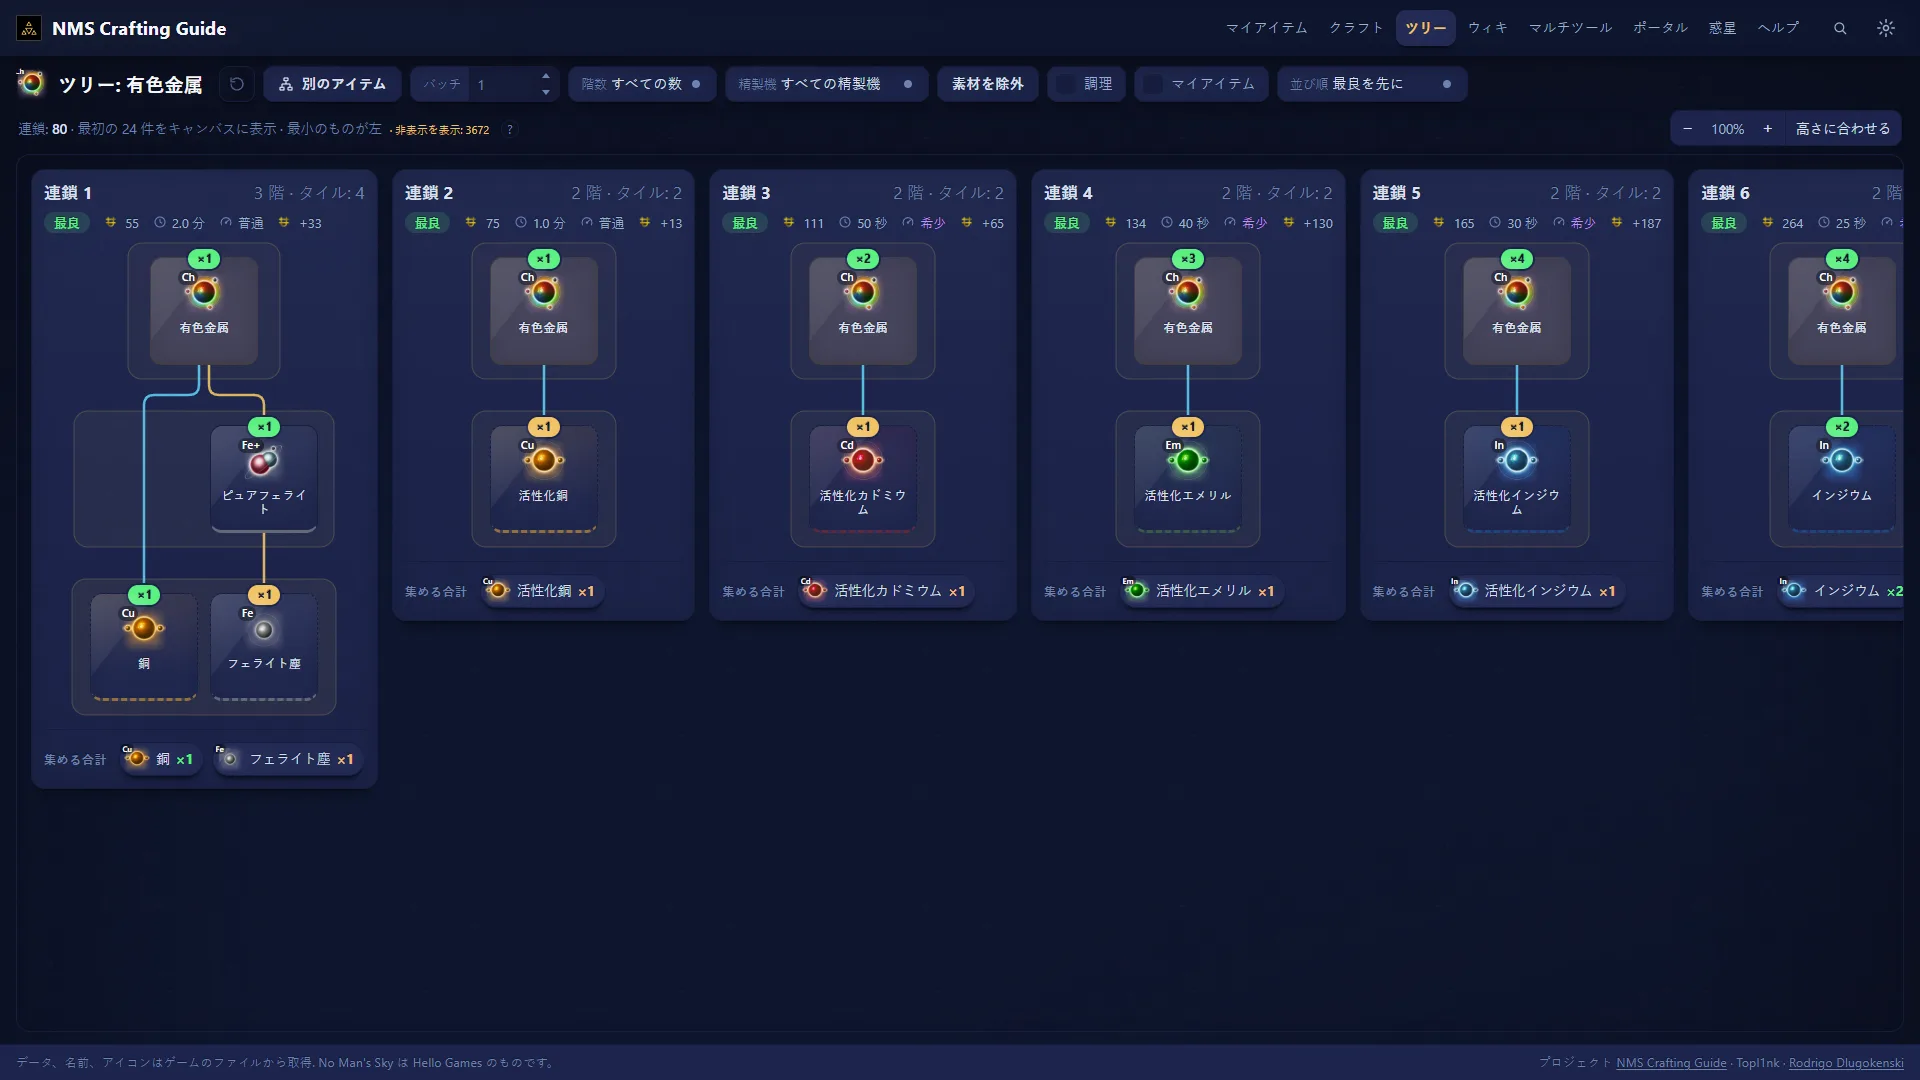 NMS Crafting Guide
マイアイテム クラフト ツリー ウィキ マルチツール ポータル 惑星 ヘルプ
ツリー: 有色金属
別のアイテム
バッチ 1
階数 すべての数
精製機 すべての精製機
素材を除外
調理
マイアイテム
並び順 最良を先に
連鎖: 80 · 最初の 24 件をキャンバスに表示 · 最小のものが左 · 非表示を表示: 3672 ?
− 100% + 高さに合わせる
連鎖 1 3 階 · タイル: 4
最良 55 2.0 分 普通 +33
×1
Ch
有色金属
×1
Fe+
ピュアフェライ
ト
×1
Cu
銅
×1
Fe
フェライト塵
集める合計 Cu 銅 ×1 Fe フェライト塵 ×1
連鎖 2 2 階 · タイル: 2
最良 75 1.0 分 普通 +13
×1
Ch
有色金属
×1
Cu
活性化銅
集める合計 Cu 活性化銅 ×1
連鎖 3 2 階 · タイル: 2
最良 111 50 秒 希少 +65
×2
Ch
有色金属
×1
Cd
活性化カドミウ
ム
集める合計 Cd 活性化カドミウム ×1
連鎖 4 2 階 · タイル: 2
最良 134 40 秒 希少 +130
×3
Ch
有色金属
×1
Em
活性化エメリル
集める合計 Em 活性化エメリル ×1
連鎖 5 2 階 · タイル: 2
最良 165 30 秒 希少 +187
×4
Ch
有色金属
×1
In
活性化インジウ
ム
集める合計 In 活性化インジウム ×1
連鎖 6 2 階
最良 264 25 秒
×4
Ch
有色金属
×2
In
インジウム
集める合計 In インジウム ×2
データ、名前、アイコンはゲームのファイルから取得. No Man's Sky は Hello Games のものです。
プロジェクト NMS Crafting Guide · Topl1nk · Rodrigo Dlugokenski